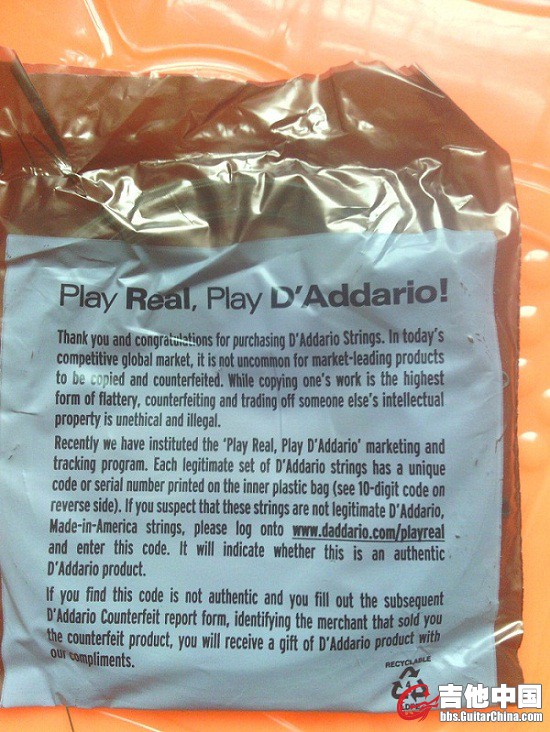 Play Real, Play D'Addario!
Thank you and congratulations for purchasing D'Addario Strings. In today's
competitive global market, it is not uncommon for market-leading products
to be copied and counterfeited. While copying one's work is the highest
form of flattery, counterfeiting and trading off someone else's intellectual
property is unethical and illegal.
Recently we have instituted the 'Play Real, Play D'Addario' marketing and
tracking program. Each legitimate set of D'Addario strings has a unique
code or serial number printed on the inner plastic bag (see 10-digit code on
reverse side). If you suspect that these strings are not legitimate D'Addario,
Made-in-America strings, please log onto www.daddario.com/playreal
and enter this code. It will indicate whether this is an authentic
D'Addario product.
If you find this code is not authentic and you fill out the subsequent
D'Addario Counterfeit report form, identifying the merchant that sold you
the counterfeit product, you will receive a gift of D'Addario product with
our compliments.
RECYCLABLE
吉他中国
bbs.GuitarChina.com